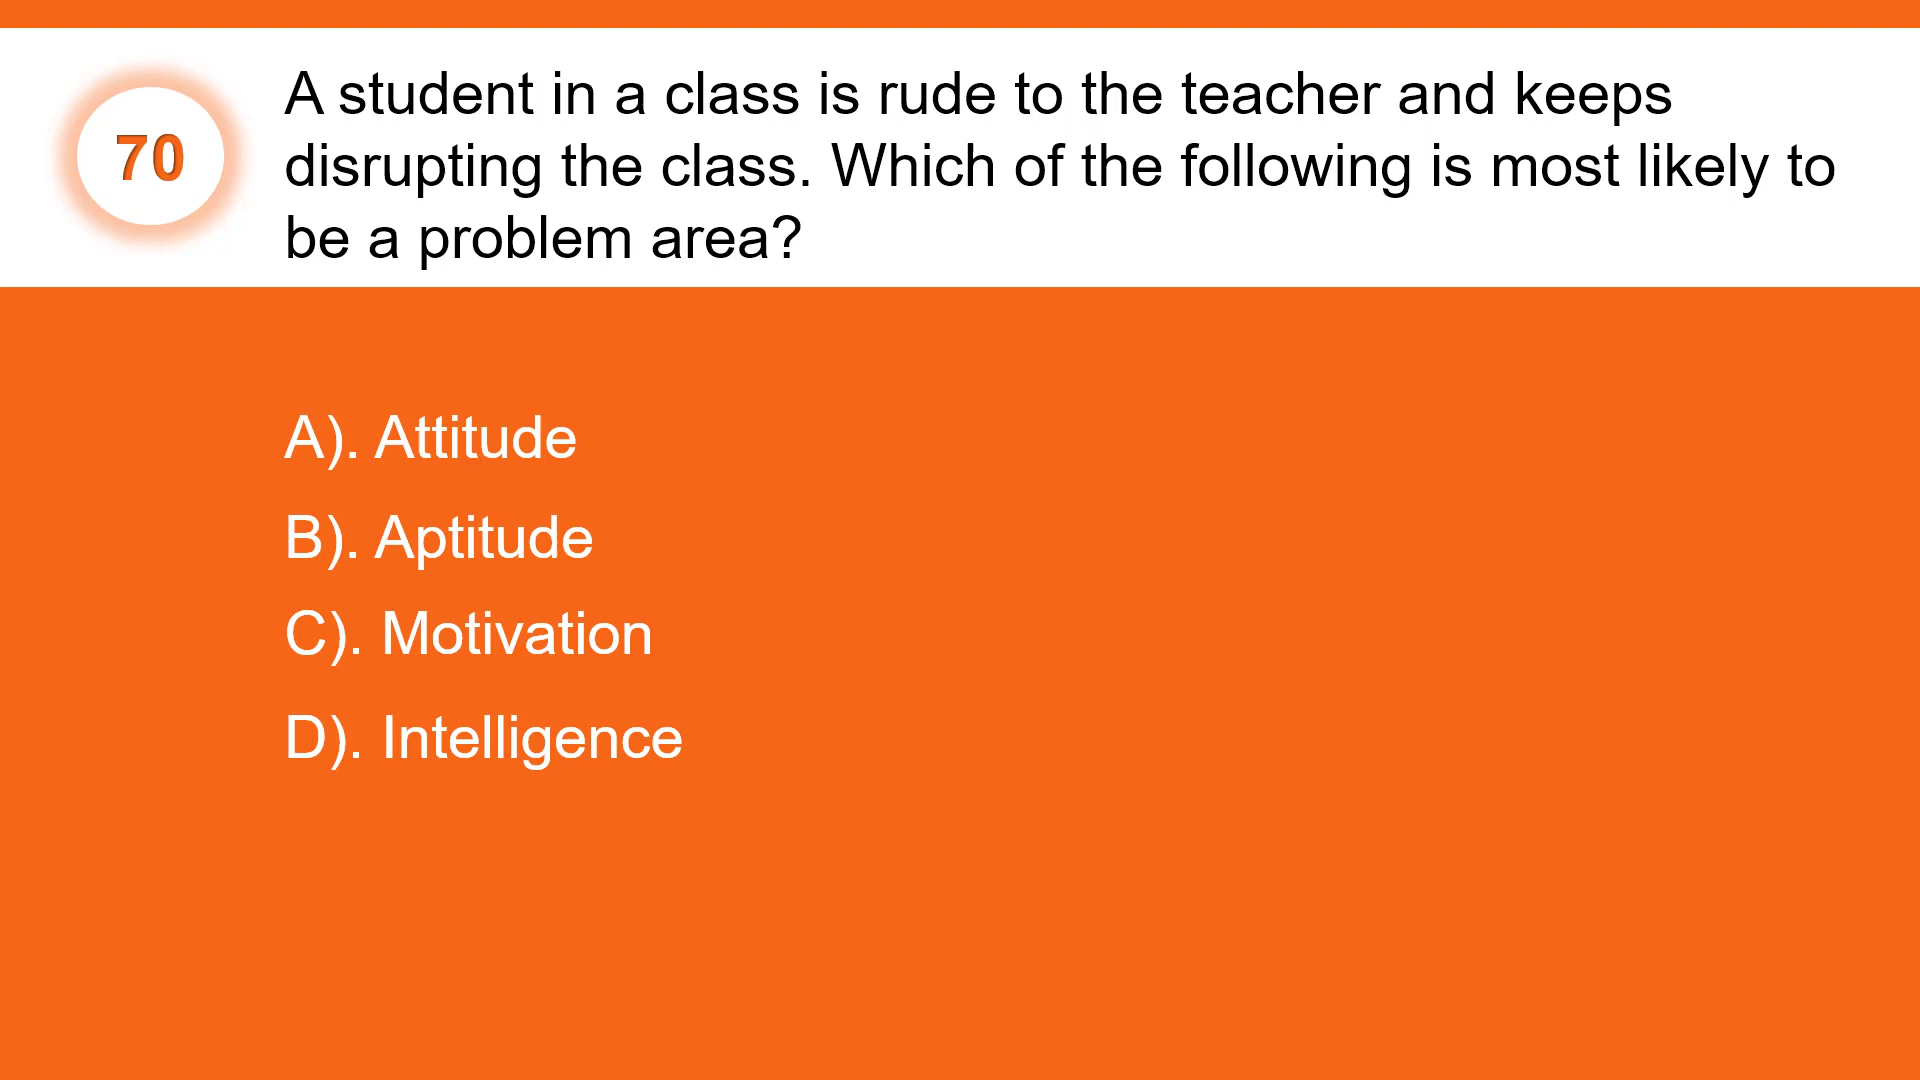 70
A student in a class is rude to the teacher and keeps
disrupting the class. Which of the following is most likely to
be a problem area?
A). Attitude
B). Aptitude
C). Motivation
D). Intelligence